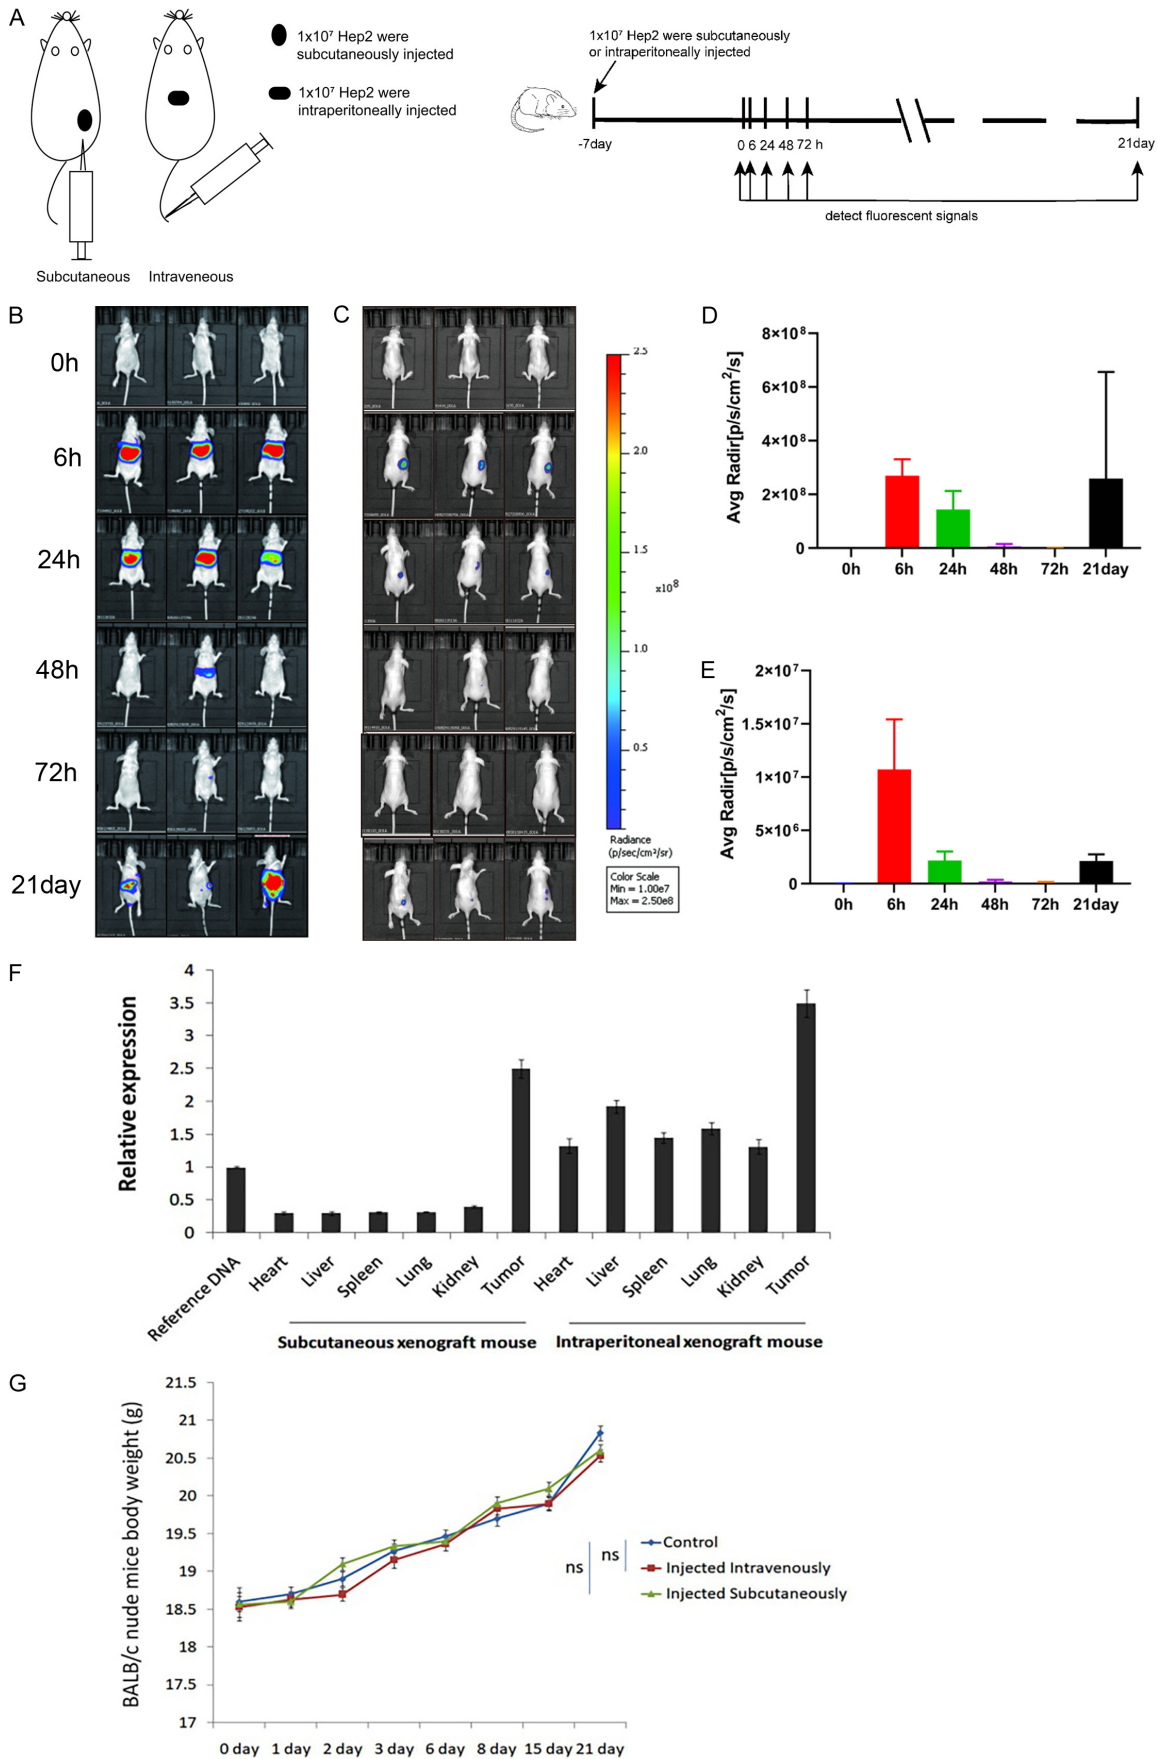 A
1x10⁷ Hep2 were
subcutaneously injected
1x10⁷ Hep2 were
intraperitoneally injected
Subcutaneous
Intraveneous
1x10⁷ Hep2 were subcutaneously
or intraperitoneally injected
-7day
0 6 24 48 72 h
21day
detect fluorescent signals
B
0h
6h
24h
48h
72h
21day
C
2.5
2.0
1.5
x10⁸
1.0
0.5
Radiance
(p/sec/cm²/sr)
Color Scale
Min = 1.00e7
Max = 2.50e8
D
Avg Radir[p/s/cm²/s]
8×10⁸
6×10⁸
4×10⁸
2×10⁸
0
0h 6h 24h 48h 72h 21day
E
Avg Radir[p/s/cm²/s]
2×10⁷
1.5×10⁷
1×10⁷
5×10⁶
0
0h 6h 24h 48h 72h 21day
F
Relative expression
4
3.5
3
2.5
2
1.5
1
0.5
0
Reference DNA Heart Liver Spleen Lung Kidney Tumor Heart Liver Spleen Lung Kidney Tumor
Subcutaneous xenograft mouse
Intraperitoneal xenograft mouse
G
BALB/c nude mice body weight (g)
21.5
21
20.5
20
19.5
19
18.5
18
17.5
17
0 day 1 day 2 day 3 day 6 day 8 day 15 day 21 day
ns
ns
Control
Injected Intravenously
Injected Subcutaneously